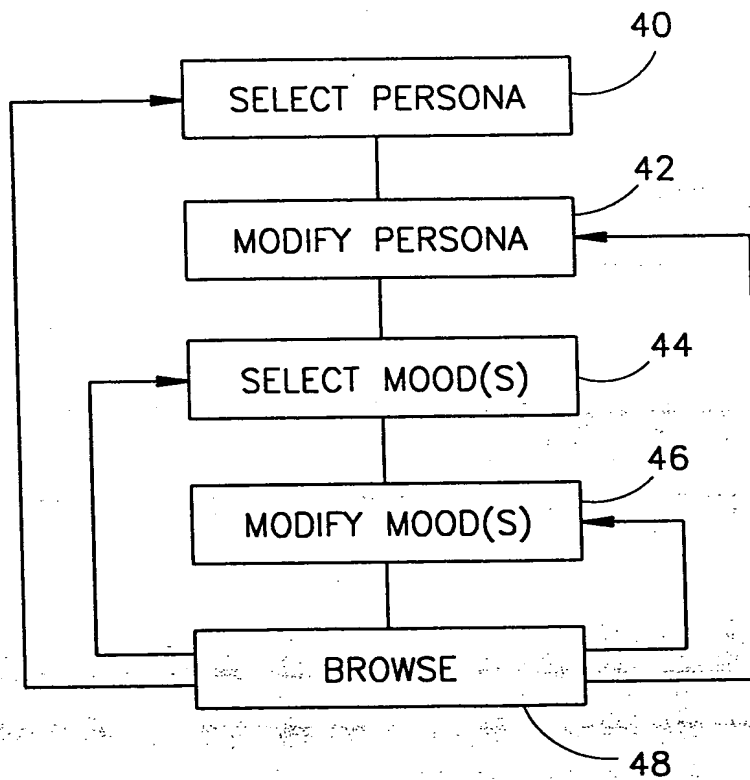 40
SELECT PERSONA
42
MODIFY PERSONA
44
SELECT MOOD(S)
46
MODIFY MOOD(S)
BROWSE
48